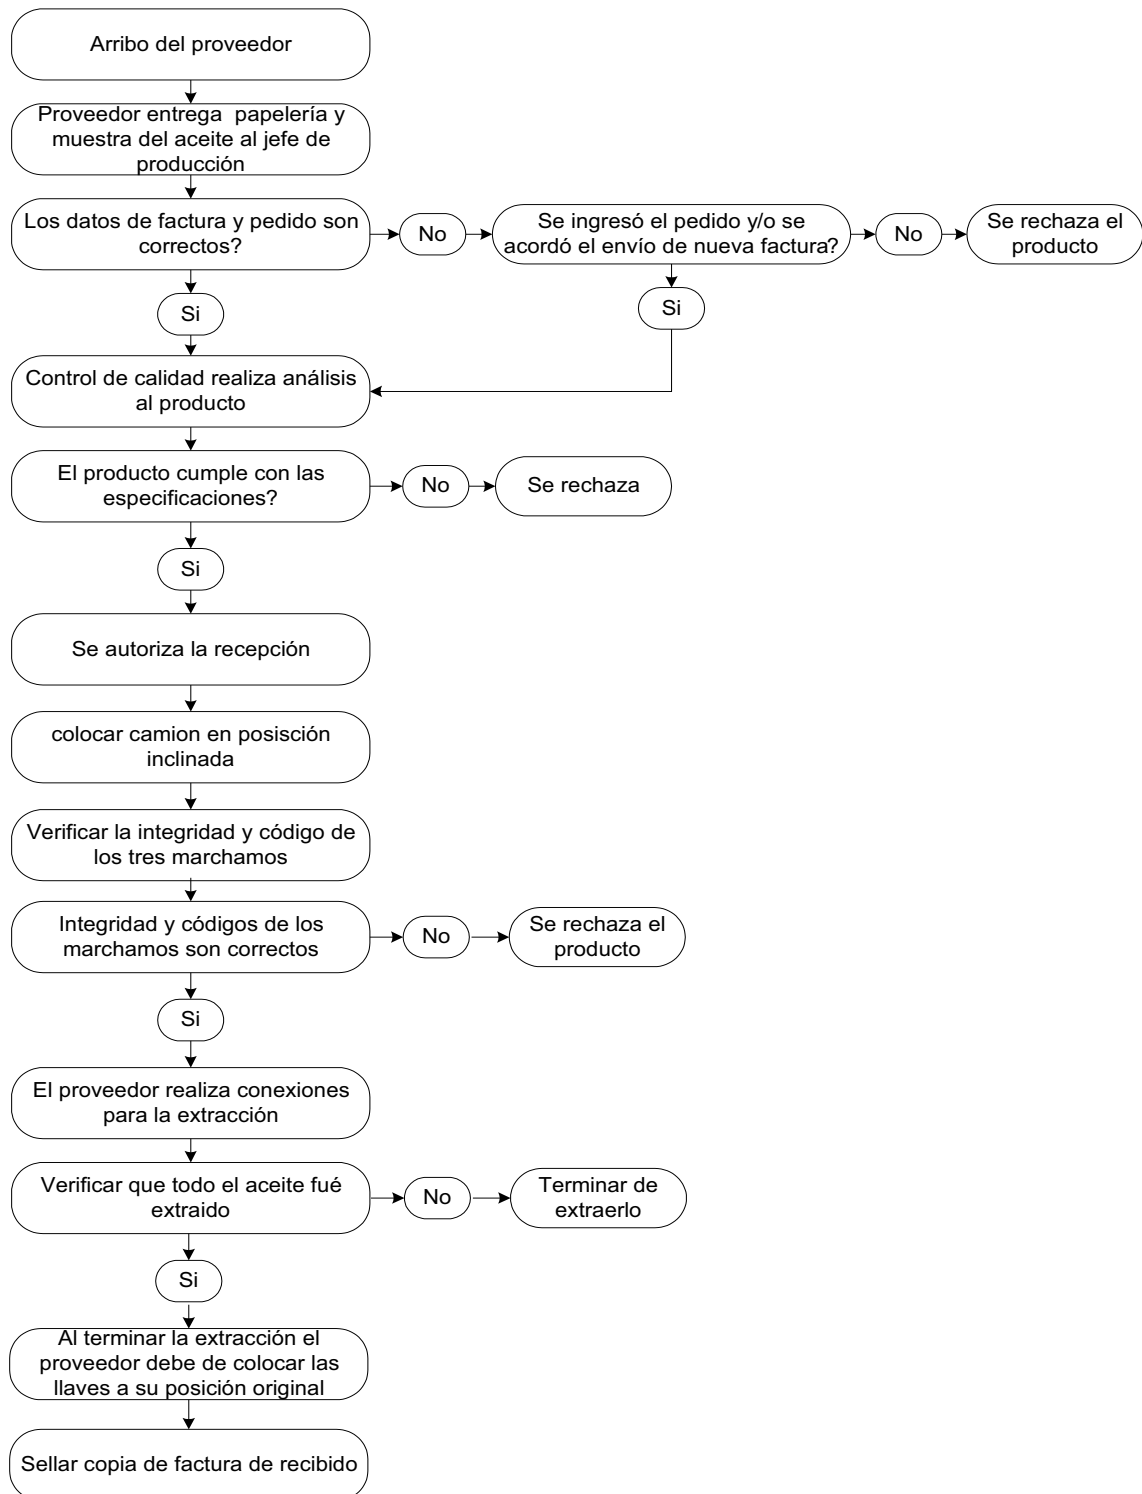 Arribo del proveedor
Proveedor entrega papelería y
muestra del aceite al jefe de
producción
Los datos de factura y pedido son
correctos?
No
Se ingresó el pedido y/o se
acordó el envío de nueva factura?
No
Se rechaza el
producto
Si
Si
Control de calidad realiza análisis
al producto
El producto cumple con las
especificaciones?
No
Se rechaza
Si
Se autoriza la recepción
colocar camion en posisción
inclinada
Verificar la integridad y código de
los tres marchamos
Integridad y códigos de los
marchamos son correctos
No
Se rechaza el
producto
Si
El proveedor realiza conexiones
para la extracción
Verificar que todo el aceite fué
extraido
No
Terminar de
extraerlo
Si
Al terminar la extracción el
proveedor debe de colocar las
llaves a su posición original
Sellar copia de factura de recibido